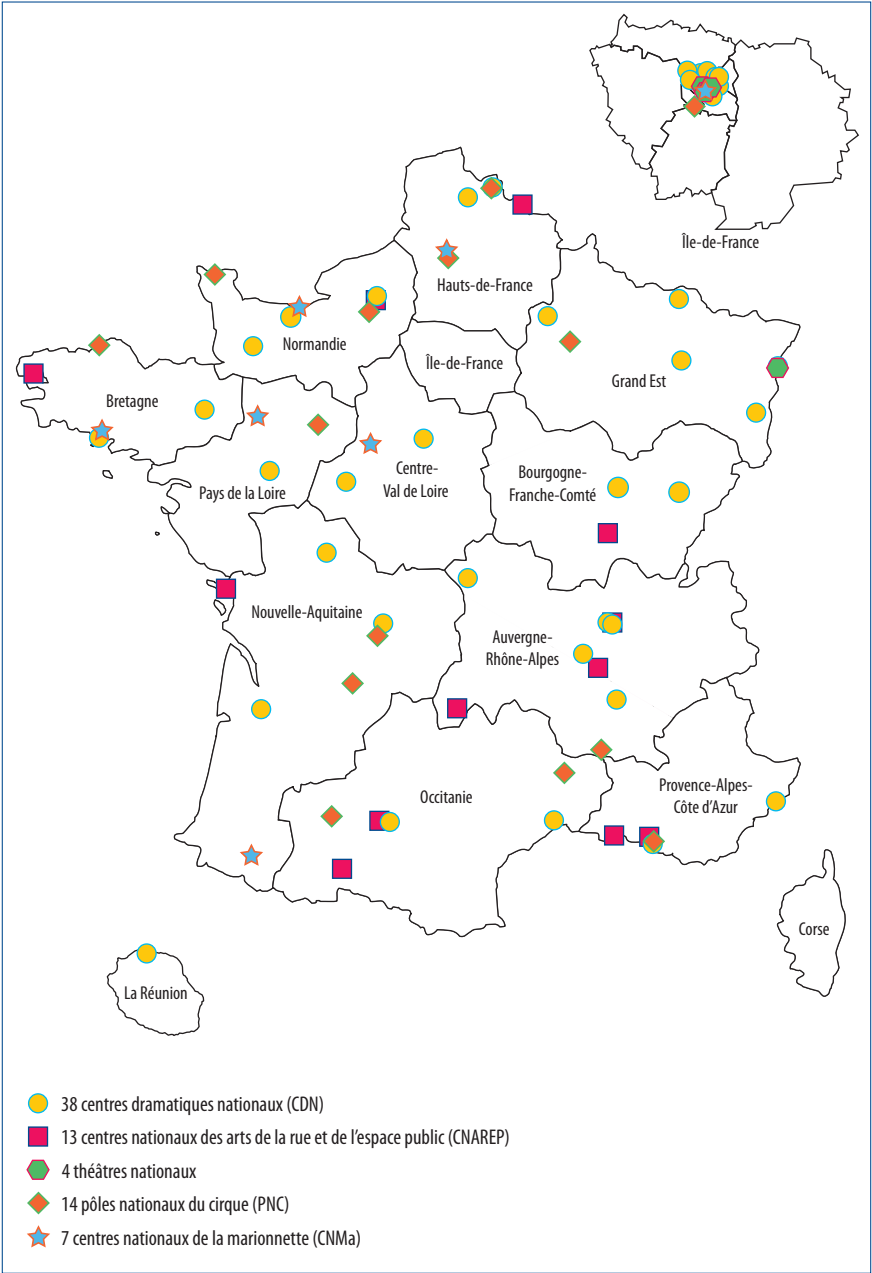 Île-de-France
Hauts-de-France
Normandie
Île-de-France
Grand Est
Bretagne
Pays de la Loire
Centre-
Val de Loire
Bourgogne-
Franche-Comté
Nouvelle-Aquitaine
Auvergne-
Rhône-Alpes
Occitanie
Provence-Alpes-
Côte d'Azur
Corse
La Réunion
38 centres dramatiques nationaux (CDN)
13 centres nationaux des arts de la rue et de l'espace public (CNAREP)
4 théâtres nationaux
14 pôles nationaux du cirque (PNC)
7 centres nationaux de la marionnette (CNMa)